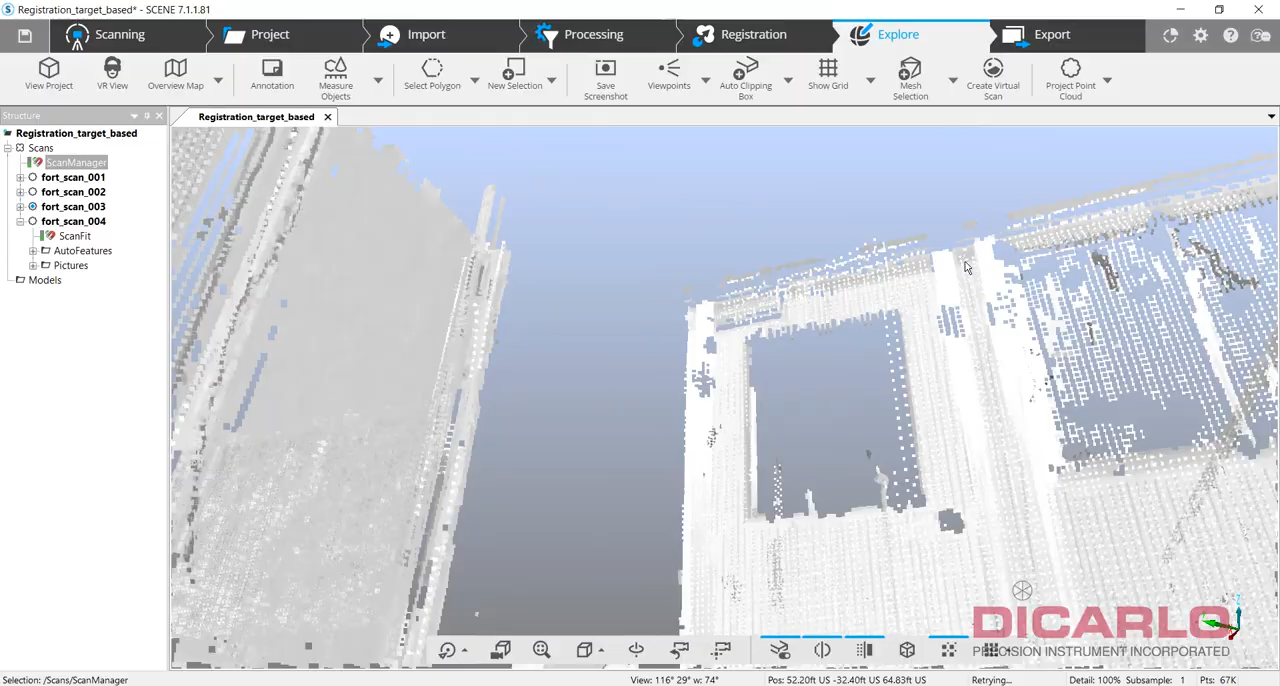 Registration_target_based* - SCENE 7.1.1.81
Scanning
Project
Import
Processing
Registration
Explore
Export
View Project
VR View
Overview Map
Annotation
Measure Objects
Select Polygon
New Selection
Save Screenshot
Viewpoints
Auto Clipping Box
Show Grid
Mesh Selection
Create Virtual Scan
Project Point Cloud
Structure
Registration_target_based
Registration_target_based
Scans
ScanManager
fort_scan_001
fort_scan_002
fort_scan_003
fort_scan_004
ScanFit
AutoFeatures
Pictures
Models
DICARLO
PRECISION INSTRUMENT INCORPORATED
Selection: /Scans/ScanManager
View: 116° 29° w: 74°
Pos: 52.20ft US -32.40ft US 64.83ft US
Retrying...
Detail: 100%
Subsample: 1
Pts: 67K